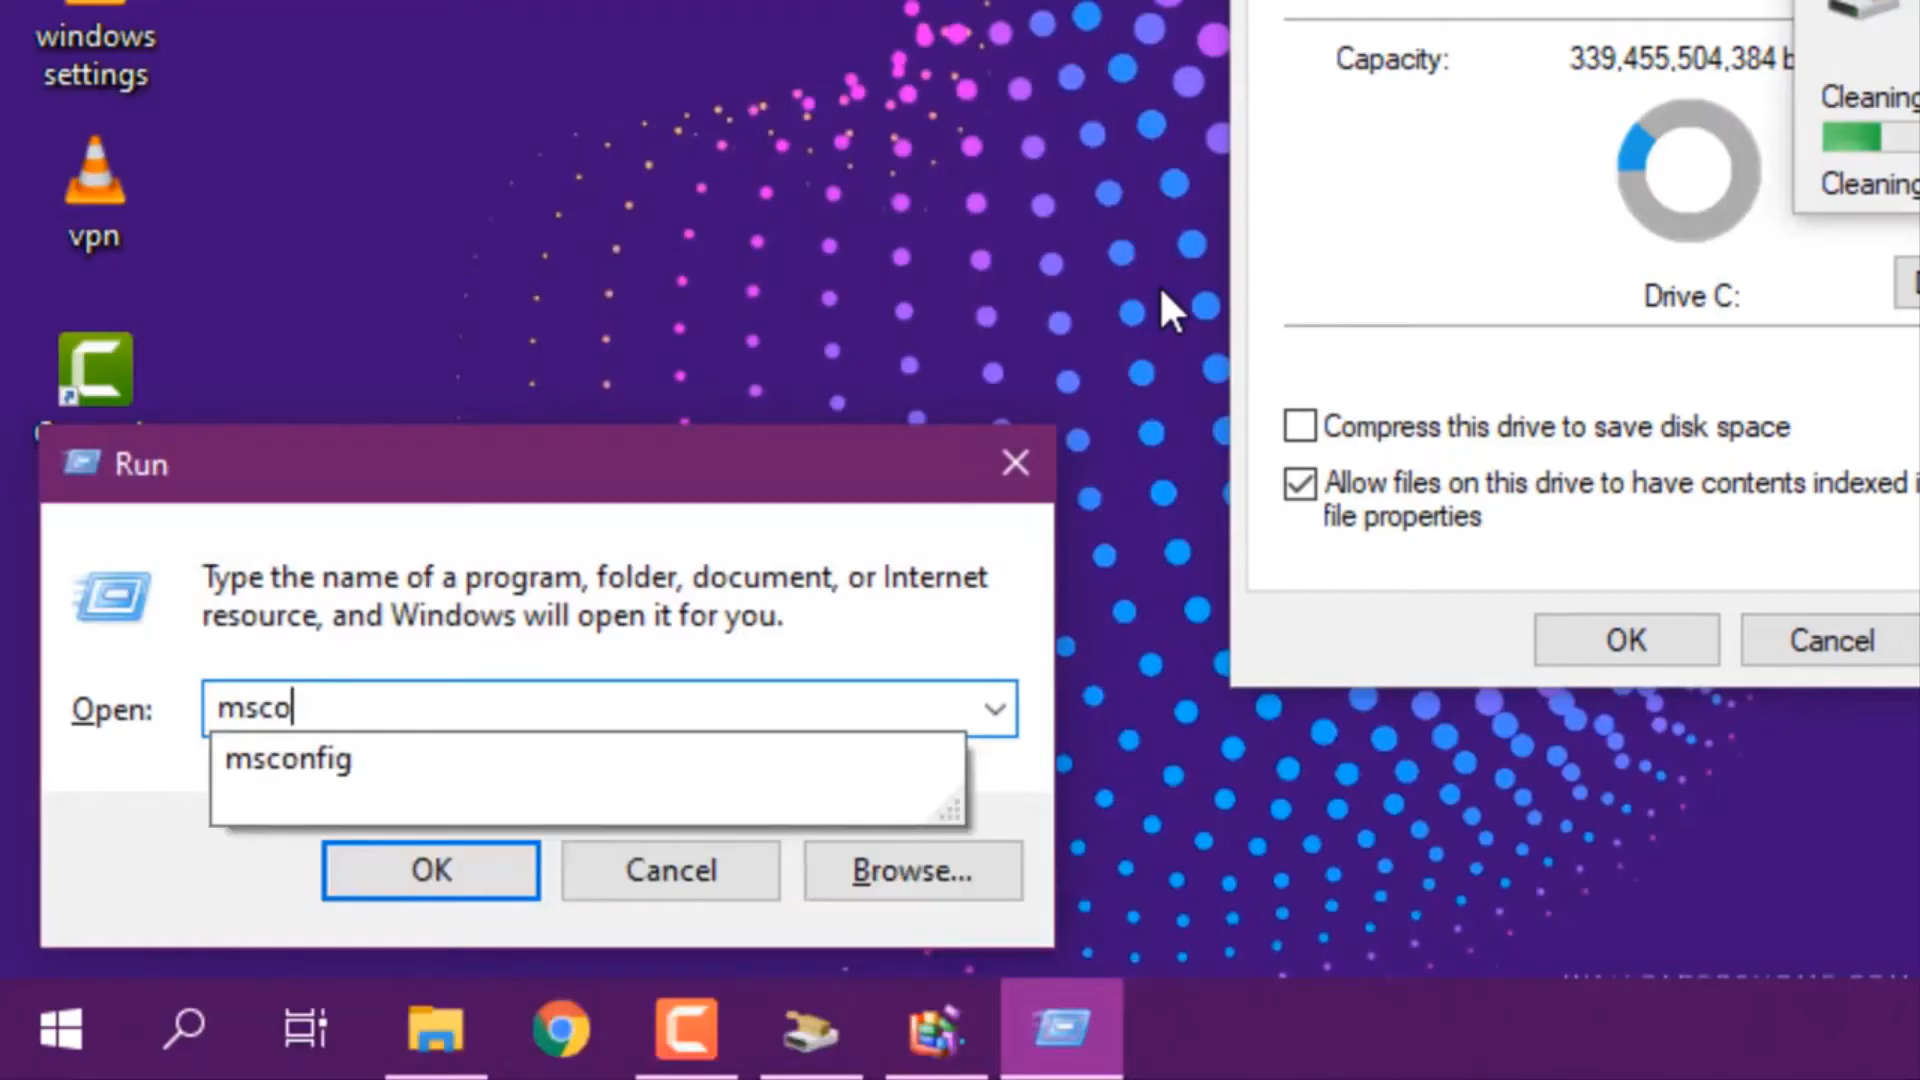 windows
settings
vpn
Capacity:
339,455,504,384 b
Cleaning
Cleaning
Drive C:
Compress this drive to save disk space
Allow files on this drive to have contents indexed i
file properties
OK
Cancel
Run
Type the name of a program, folder, document, or Internet
resource, and Windows will open it for you.
Open:
msco
msconfig
OK
Cancel
Browse...